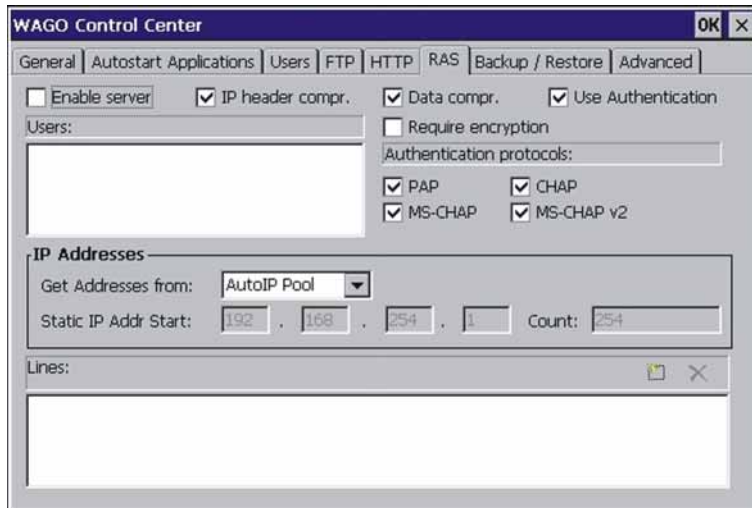 WAGO Control Center OK ×
General Autostart Applications Users FTP HTTP RAS Backup / Restore Advanced
Enable server IP header compr. Data compr. Use Authentication
Users: Require encryption
Authentication protocols:
PAP CHAP
MS-CHAP MS-CHAP v2
IP Addresses
Get Addresses from: AutoIP Pool
Static IP Addr Start: 192 . 168 . 254 . 1 Count: 254
Lines: